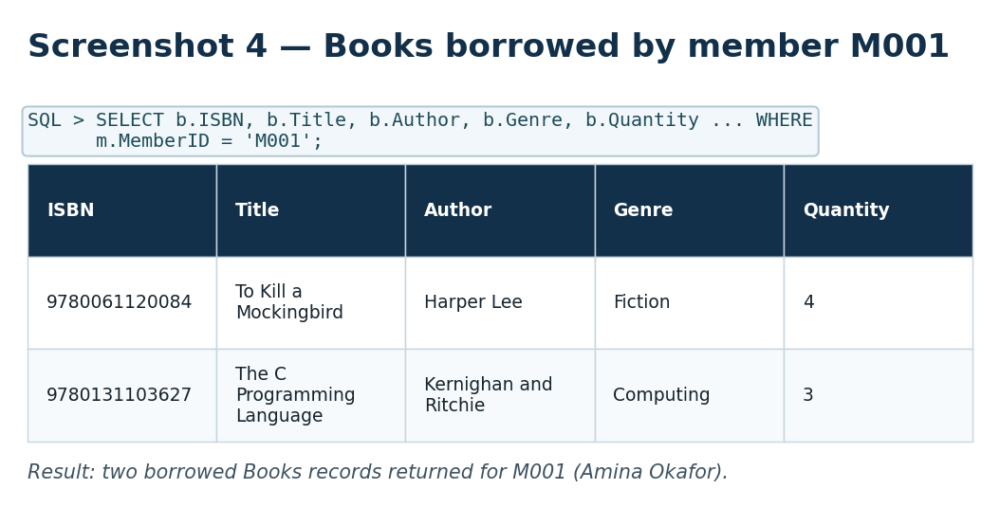 Screenshot 4 — Books borrowed by member M001
SQL > SELECT b.ISBN, b.Title, b.Author, b.Genre, b.Quantity ... WHERE
m.MemberID = 'M001';
ISBN Title Author Genre Quantity
9780061120084 To Kill a Mockingbird Harper Lee Fiction 4
9780131103627 The C Programming Language Kernighan and Ritchie Computing 3
Result: two borrowed Books records returned for M001 (Amina Okafor).